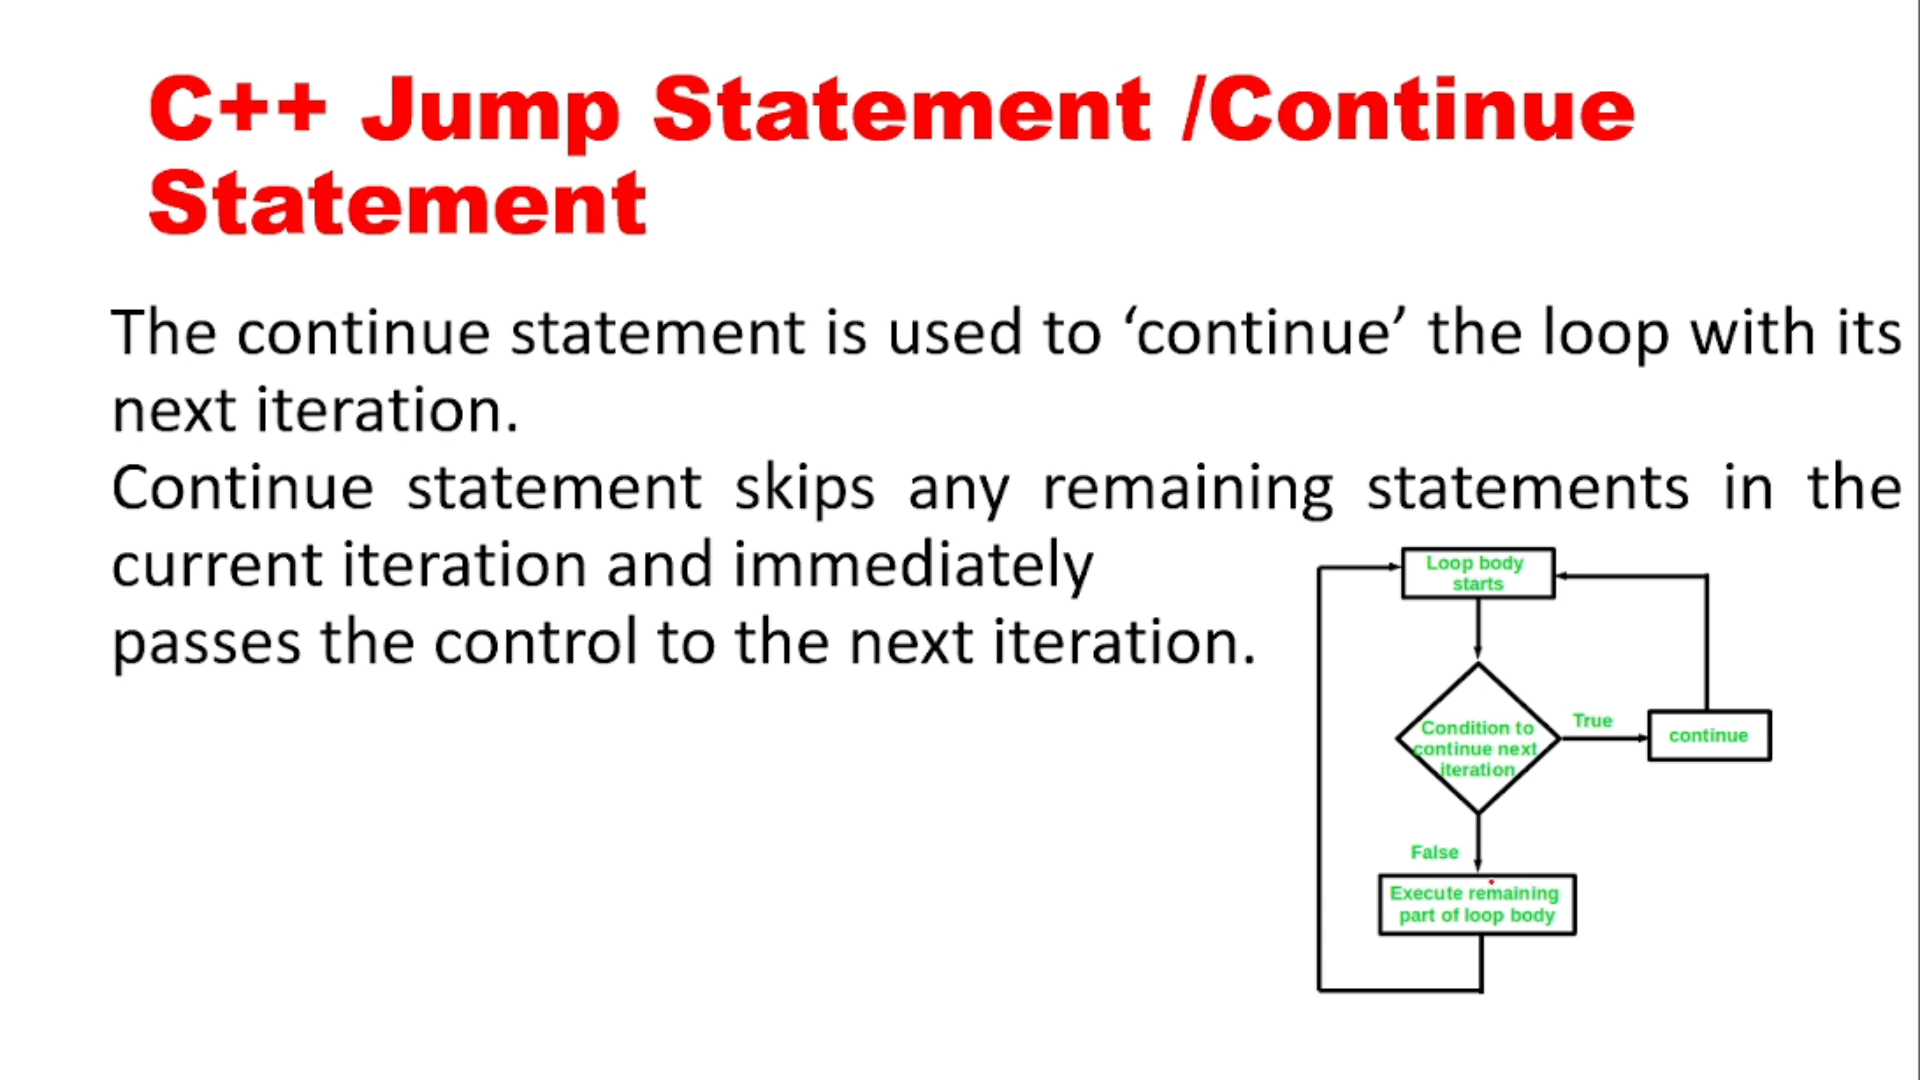 C++ Jump Statement /Continue
Statement
The continue statement is used to ‘continue’ the loop with its
next iteration.
Continue statement skips any remaining statements in the
current iteration and immediately
passes the control to the next iteration.
Loop body
starts
Condition to
continue next
iteration
True
continue
False
Execute remaining
part of loop body